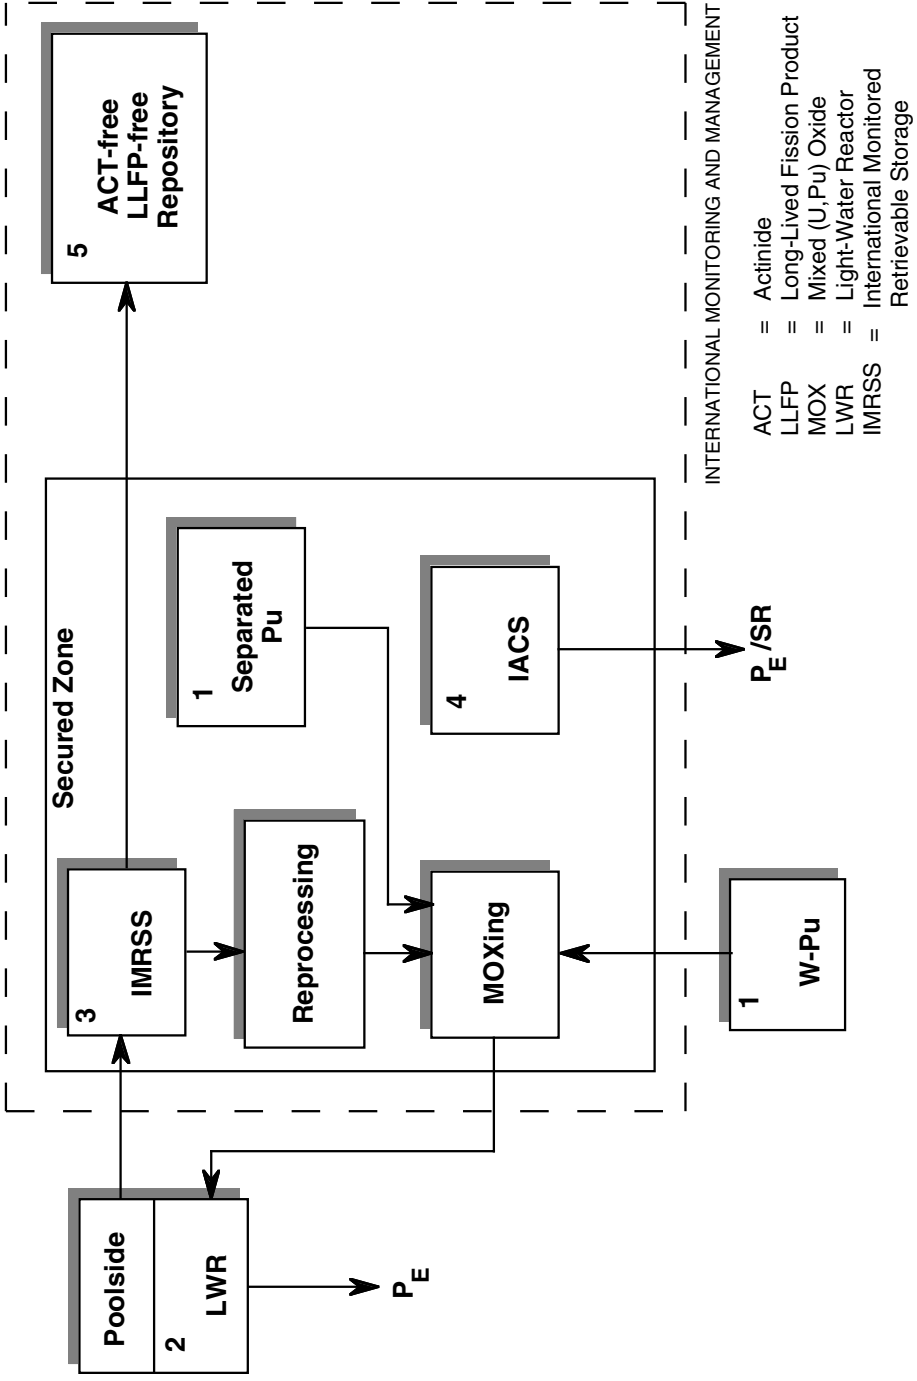 Poolside
2
LWR
P_E
3
IMRSS
Secured Zone
Reprocessing
1
Separated
Pu
MOXing
4
IACS
P_E/SR
1
W-Pu
5
ACT-free
LLFP-free
Repository
INTERNATIONAL MONITORING AND MANAGEMENT
ACT = Actinide
LLFP = Long-Lived Fission Product
MOX = Mixed (U,Pu) Oxide
LWR = Light-Water Reactor
IMRSS = International Monitored
Retrievable Storage